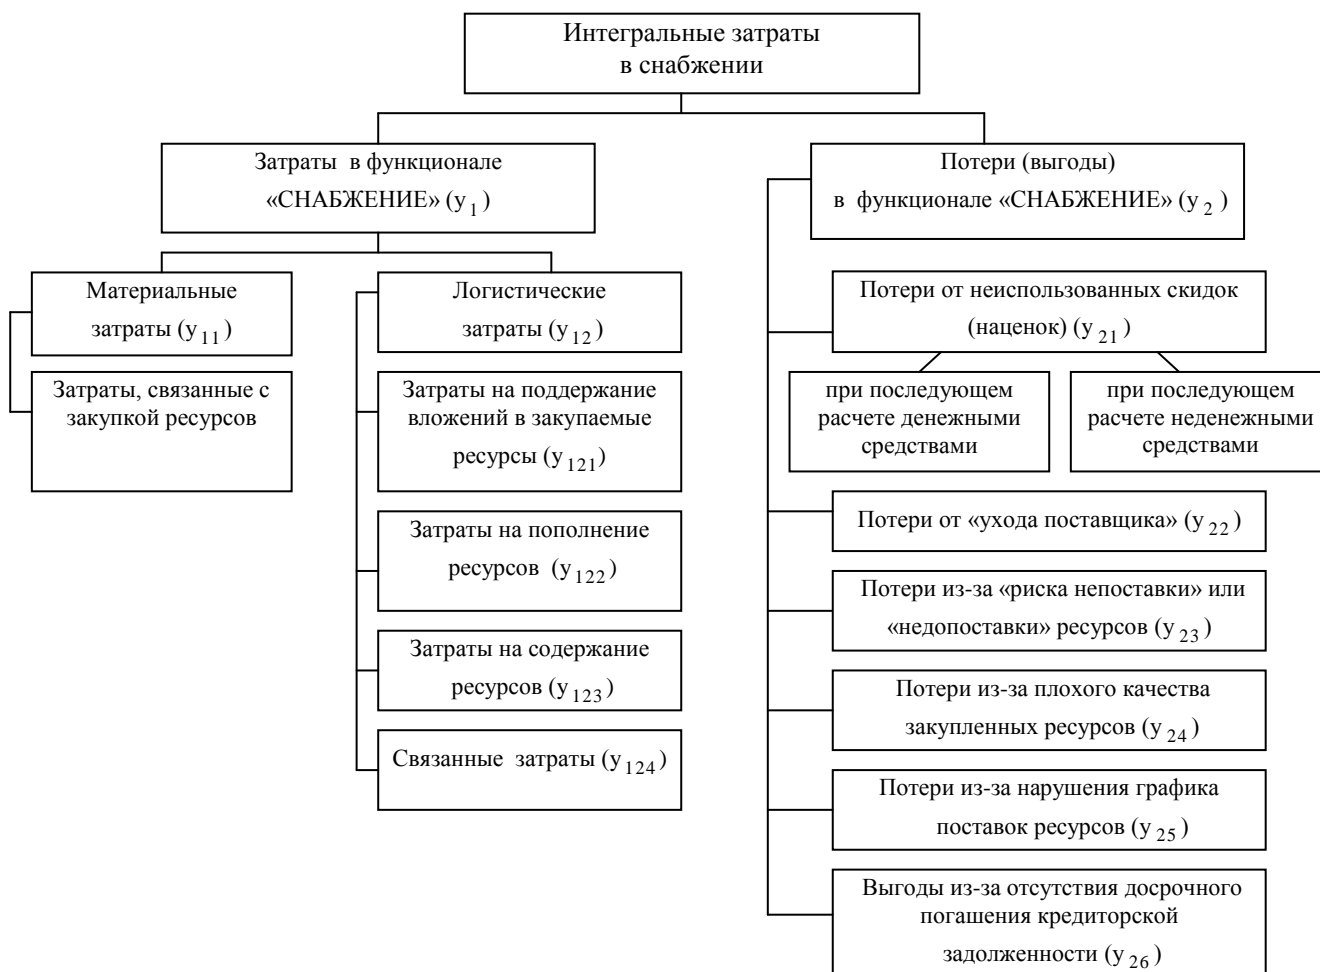 Интегральные затраты
в снабжении
Затраты в функционале
«СНАБЖЕНИЕ» (y 1)
Потери (выгоды)
в функционале «СНАБЖЕНИЕ» (y 2)
Материальные
затраты (y 11)
Логистические
затраты (y 12)
Потери от неиспользованных скидок
(наценок) (y 21)
Затраты, связанные с
закупкой ресурсов
Затраты на поддержание
вложений в закупаемые
ресурсы (y 121)
при последующем
расчете денежными
средствами
при последующем
расчете неденежными
средствами
Затраты на пополнение
ресурсов (y 122)
Потери от «ухода поставщика» (y 22)
Потери из-за «риска непоставки» или
«недопоставки» ресурсов (y 23)
Затраты на содержание
ресурсов (y 123)
Потери из-за плохого качества
закупленных ресурсов (y 24)
Связанные затраты (y 124)
Потери из-за нарушения графика
поставок ресурсов (y 25)
Выгоды из-за отсутствия досрочного
погашения кредиторской
задолженности (y 26)